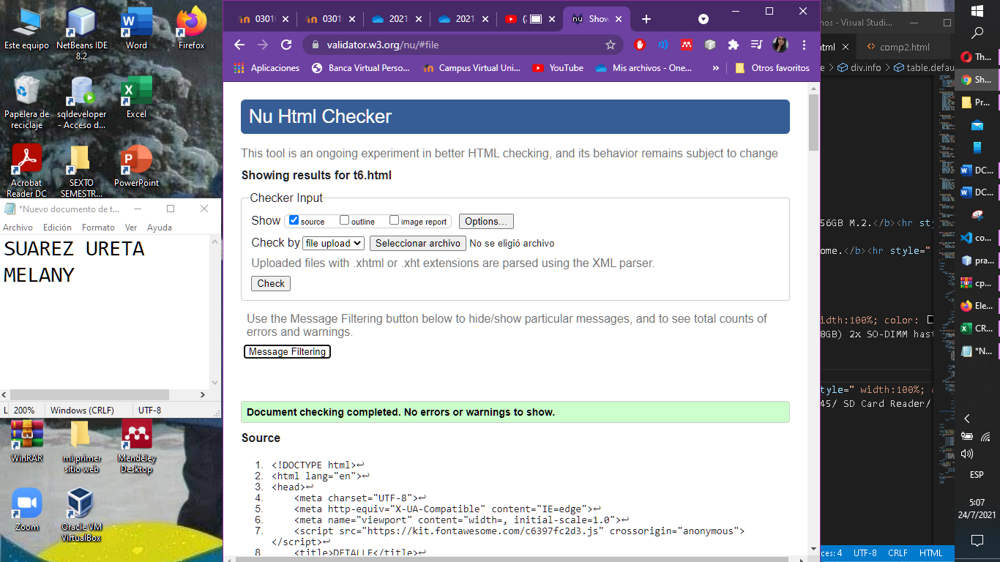 Este equipo
NetBeans IDE 8.2
Word
Firefox
Papelera de reciclaje
sqldeveloper - Acceso d...
Excel
Acrobat Reader DC
SEXTO SEMESTR...
PowerPoint
*Nuevo documento de t...
Archivo Edición Formato Ver Ayuda
SUAREZ URETA
MELANY
L 200% Windows (CRLF) UTF-8
WinRAR
mi primer sitio web
Mendeley Desktop
Zoom
Oracle VM VirtualBox
0301 0301 2021 2021 (2 Show
validator.w3.org/nu/#file
Aplicaciones Banca Virtual Perso... Campus Virtual Uni... YouTube Mis archivos - One... » Otros favoritos
Nu Html Checker
This tool is an ongoing experiment in better HTML checking, and its behavior remains subject to change
Showing results for t6.html
Checker Input
Show source outline image report Options...
Check by file upload Seleccionar archivo No se eligió archivo
Uploaded files with .xhtml or .xht extensions are parsed using the XML parser.
Check
Use the Message Filtering button below to hide/show particular messages, and to see total counts of
errors and warnings.
Message Filtering
Document checking completed. No errors or warnings to show.
Source
1. <!DOCTYPE html>↩
2. <html lang="en">↩
3. <head>↩
4. <meta charset="UTF-8">↩
5. <meta http-equiv="X-UA-Compatible" content="IE=edge">↩
6. <meta name="viewport" content="width=, initial-scale=1.0">↩
7. <script src="https://kit.fontawesome.com/c6397fc2d3.js" crossorigin="anonymous">
</script>↩
8. <title>DETALLE</title>↩
nos - Visual Studi...
html comp2.html
e > div.info > table.defau
56GB M.2.</b><hr sty
ome.</b><hr style="
idth:100%; color:
8GB) 2x SO-DIMM hast
style=" width:100%; c
45/ SD Card Reader/
ces: 4 UTF-8 CRLF HTML
Th...
Sh...
Pr...
DC...
DC...
co...
pra...
cp...
Ele...
CR...
*N...
ESP
5:07
24/7/2021